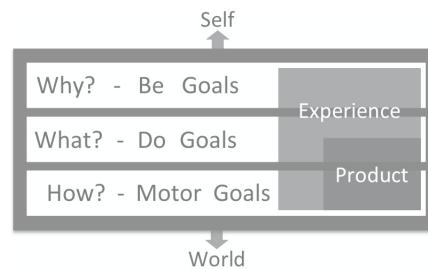 Self
Why? - Be Goals
Experience
What? - Do Goals
Product
How? - Motor Goals
World